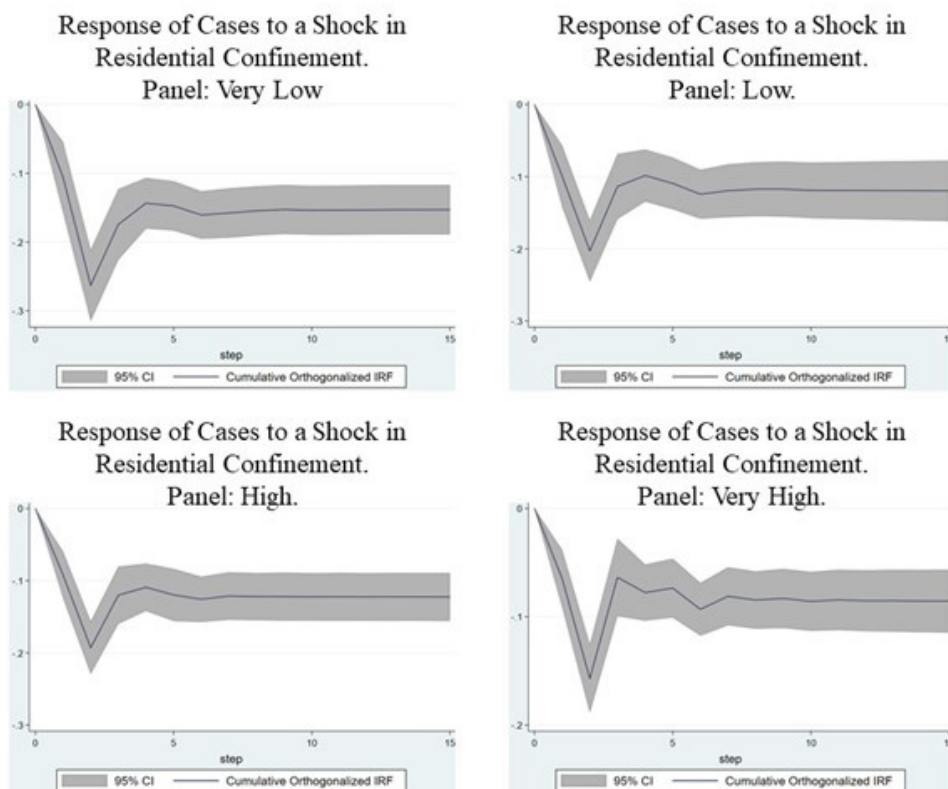 Response of Cases to a Shock in
Residential Confinement.
Panel: Very Low
0
-.1
-.2
-.3
0 5 10 15
step
95% CI Cumulative Orthogonalized IRF
Response of Cases to a Shock in
Residential Confinement.
Panel: Low.
0
-.1
-.2
-.3
0 5 10 15
step
95% CI Cumulative Orthogonalized IRF
Response of Cases to a Shock in
Residential Confinement.
Panel: High.
0
-.1
-.2
-.3
0 5 10 15
step
95% CI Cumulative Orthogonalized IRF
Response of Cases to a Shock in
Residential Confinement.
Panel: Very High.
0
-.1
-.2
0 5 10 15
step
95% CI Cumulative Orthogonalized IRF